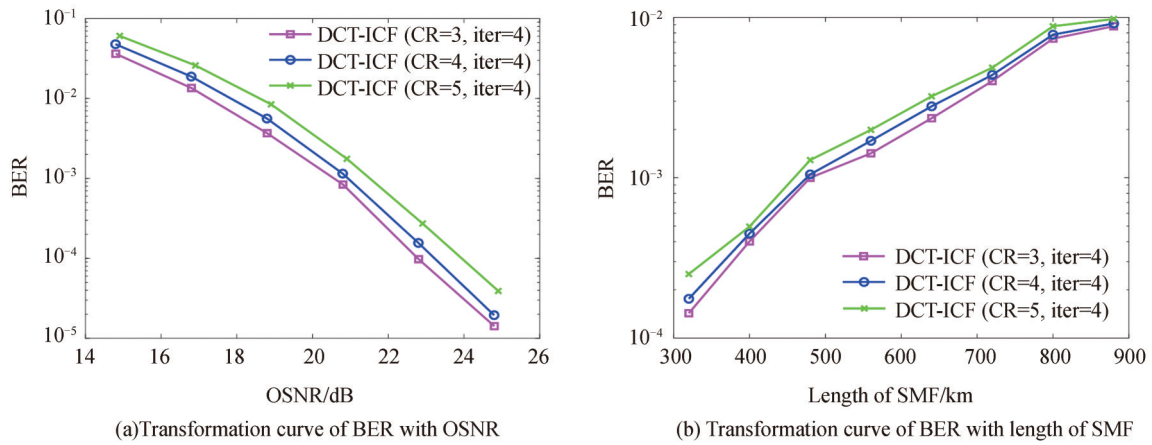 10^-1
10^-2
10^-3
10^-4
10^-5
BER
14 16 18 20 22 24 26
OSNR/dB
DCT-ICF (CR=3, iter=4)
DCT-ICF (CR=4, iter=4)
DCT-ICF (CR=5, iter=4)
(a)Transformation curve of BER with OSNR
10^-2
10^-3
10^-4
BER
300 400 500 600 700 800 900
Length of SMF/km
DCT-ICF (CR=3, iter=4)
DCT-ICF (CR=4, iter=4)
DCT-ICF (CR=5, iter=4)
(b) Transformation curve of BER with length of SMF